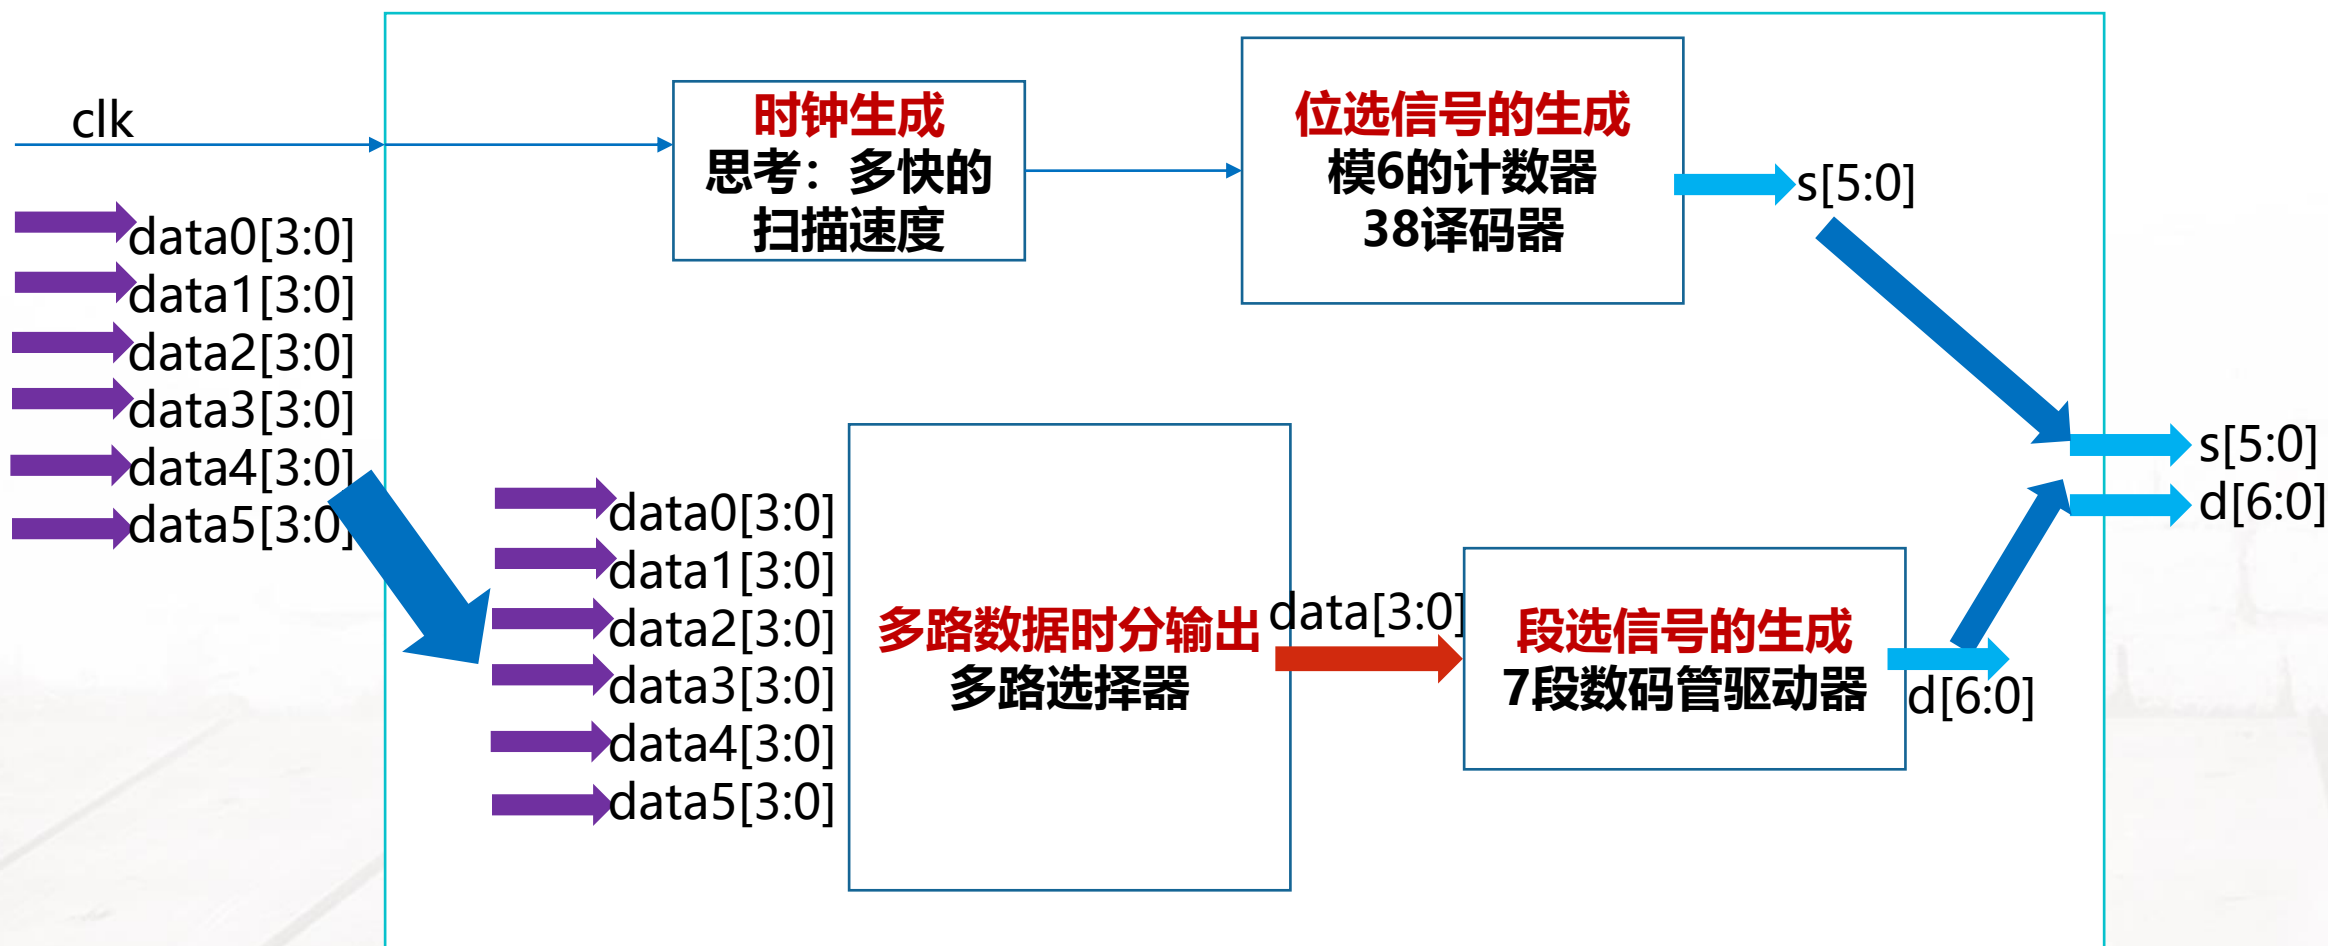 clk
data0[3:0]
data1[3:0]
data2[3:0]
data3[3:0]
data4[3:0]
data5[3:0]
时钟生成
思考：多快的
扫描速度
位选信号的生成
模6的计数器
38译码器
s[5:0]
data0[3:0]
data1[3:0]
data2[3:0]
data3[3:0]
data4[3:0]
data5[3:0]
多路数据时分输出
多路选择器
data[3:0]
段选信号的生成
7段数码管驱动器
d[6:0]
s[5:0]
d[6:0]